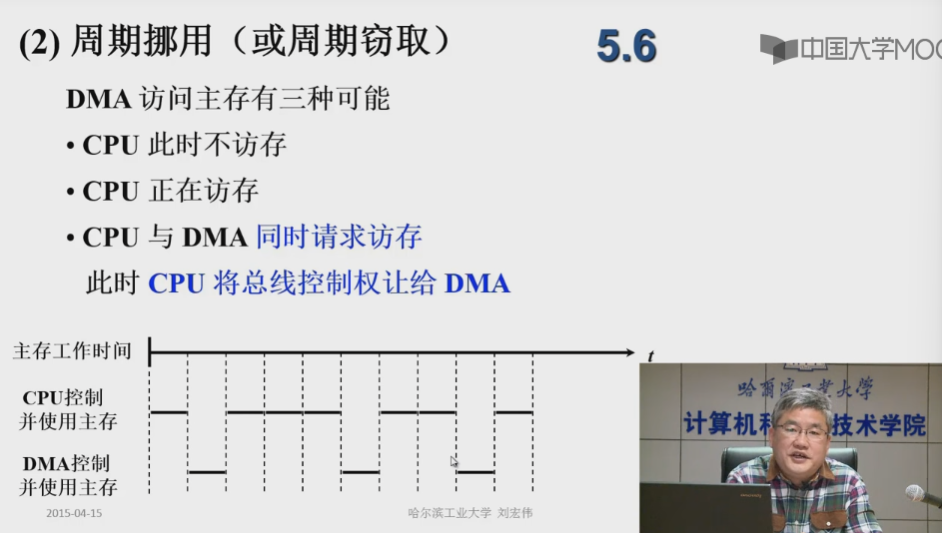 (2) 周期挪用（或周期窃取）
5.6
中国大学MOO
DMA 访问主存有三种可能
• CPU 此时不访存
• CPU 正在访存
• CPU 与 DMA 同时请求访存
此时 CPU 将总线控制权让给 DMA
主存工作时间
t
CPU控制
并使用主存
DMA控制
并使用主存
哈爾濱工業大學
计算机科 技术学院
2015-04-15
哈尔滨工业大学 刘宏伟